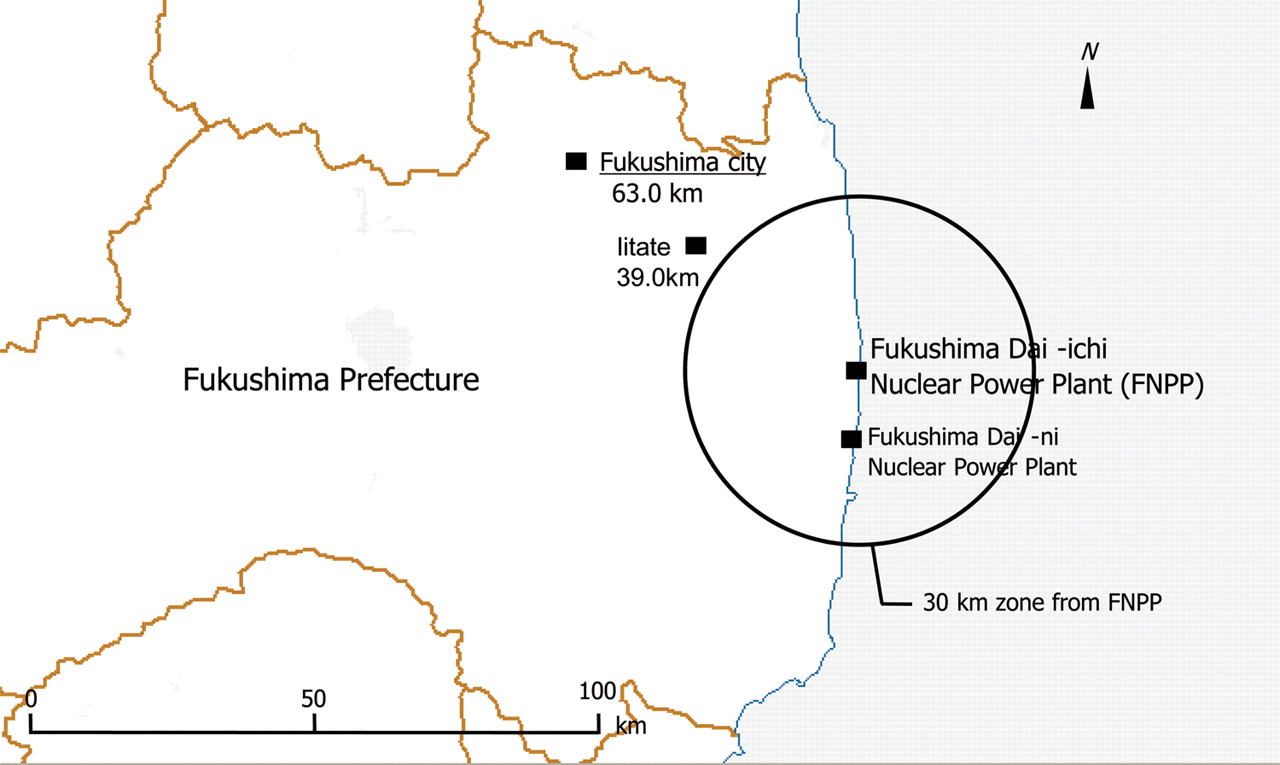 N
Fukushima city
63.0 km
Iitate
39.0km
Fukushima Dai -ichi
Nuclear Power Plant (FNPP)
Fukushima Prefecture
Fukushima Dai -ni
Nuclear Power Plant
30 km zone from FNPP
0 50 100
km